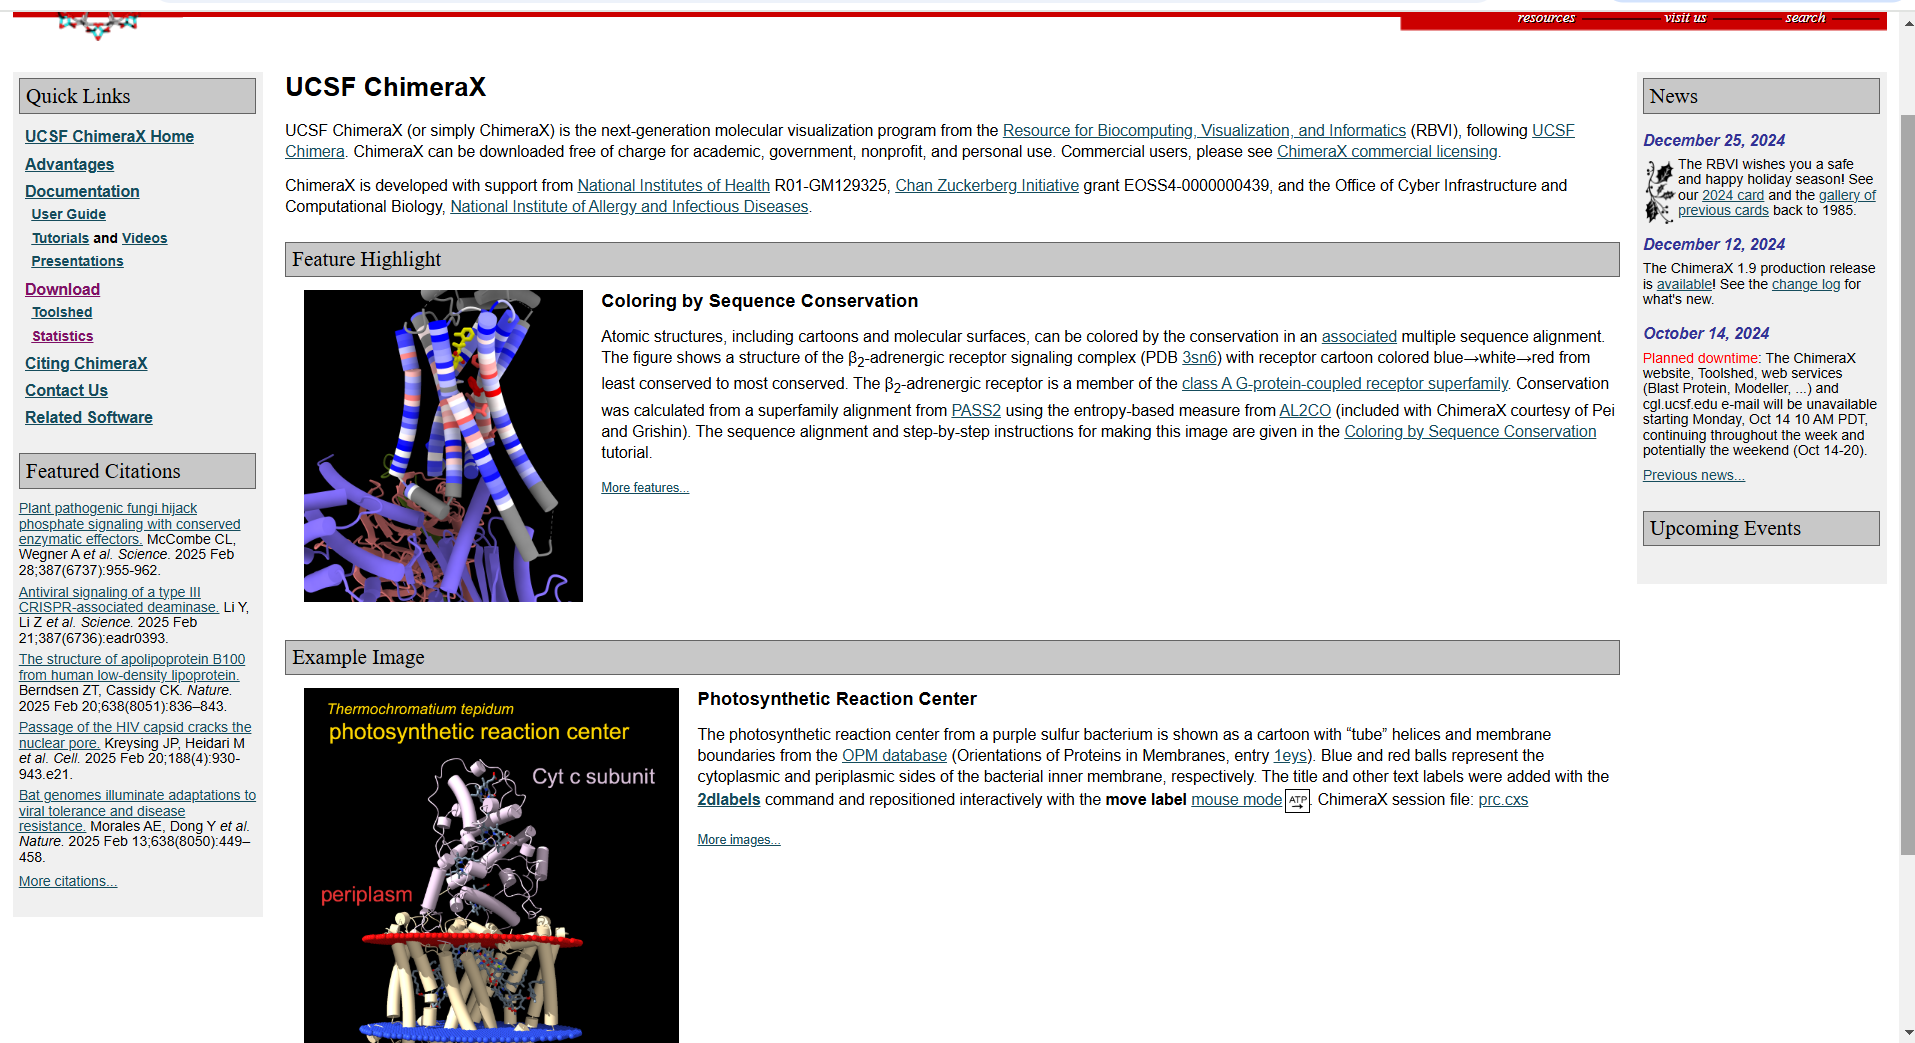 resources
visit us
search
Quick Links
UCSF ChimeraX Home
Advantages
Documentation
User Guide
Tutorials and Videos
Presentations
Download
Toolshed
Statistics
Citing ChimeraX
Contact Us
Related Software
Featured Citations
Plant pathogenic fungi hijack
phosphate signaling with conserved
enzymatic effectors. McCombe CL,
Wegner A et al. Science. 2025 Feb
28;387(6737):955-962.
Antiviral signaling of a type III
CRISPR-associated deaminase. Li Y,
Li Z et al. Science. 2025 Feb
21;387(6736):eadr0393.
The structure of apolipoprotein B100
from human low-density lipoprotein.
Berndsen ZT, Cassidy CK. Nature.
2025 Feb 20;638(8051):836–843.
Passage of the HIV capsid cracks the
nuclear pore. Kreysing JP, Heidari M
et al. Cell. 2025 Feb 20;188(4):930-
943.e21.
Bat genomes illuminate adaptations to
viral tolerance and disease
resistance. Morales AE, Dong Y et al.
Nature. 2025 Feb 13;638(8050):449–
458.
More citations...
UCSF ChimeraX
UCSF ChimeraX (or simply ChimeraX) is the next-generation molecular visualization program from the Resource for Biocomputing, Visualization, and Informatics (RBVI), following UCSF
Chimera. ChimeraX can be downloaded free of charge for academic, government, nonprofit, and personal use. Commercial users, please see ChimeraX commercial licensing.
ChimeraX is developed with support from National Institutes of Health R01-GM129325, Chan Zuckerberg Initiative grant EOSS4-0000000439, and the Office of Cyber Infrastructure and
Computational Biology, National Institute of Allergy and Infectious Diseases.
Feature Highlight
Coloring by Sequence Conservation
Atomic structures, including cartoons and molecular surfaces, can be colored by the conservation in an associated multiple sequence alignment.
The figure shows a structure of the β2-adrenergic receptor signaling complex (PDB 3sn6) with receptor cartoon colored blue→white→red from
least conserved to most conserved. The β2-adrenergic receptor is a member of the class A G-protein-coupled receptor superfamily. Conservation
was calculated from a superfamily alignment from PASS2 using the entropy-based measure from AL2CO (included with ChimeraX courtesy of Pei
and Grishin). The sequence alignment and step-by-step instructions for making this image are given in the Coloring by Sequence Conservation
tutorial.
More features...
Example Image
Thermochromatium tepidum
photosynthetic reaction center
Cyt c subunit
periplasm
Photosynthetic Reaction Center
The photosynthetic reaction center from a purple sulfur bacterium is shown as a cartoon with “tube” helices and membrane
boundaries from the OPM database (Orientations of Proteins in Membranes, entry 1eys). Blue and red balls represent the
cytoplasmic and periplasmic sides of the bacterial inner membrane, respectively. The title and other text labels were added with the
2dlabels command and repositioned interactively with the move label mouse mode ATP. ChimeraX session file: prc.cxs
More images...
News
December 25, 2024
The RBVI wishes you a safe
and happy holiday season! See
our 2024 card and the gallery of
previous cards back to 1985.
December 12, 2024
The ChimeraX 1.9 production release
is available! See the change log for
what's new.
October 14, 2024
Planned downtime: The ChimeraX
website, Toolshed, web services
(Blast Protein, Modeller, ...) and
cgl.ucsf.edu e-mail will be unavailable
starting Monday, Oct 14 10 AM PDT,
continuing throughout the week and
potentially the weekend (Oct 14-20).
Previous news...
Upcoming Events